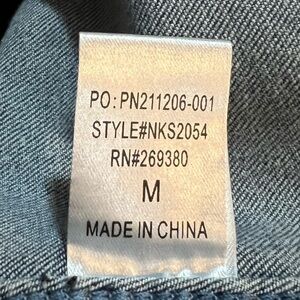 PO:PN211206-001
STYLE#NKS2054
RN#269380
M
MADE IN CHINA